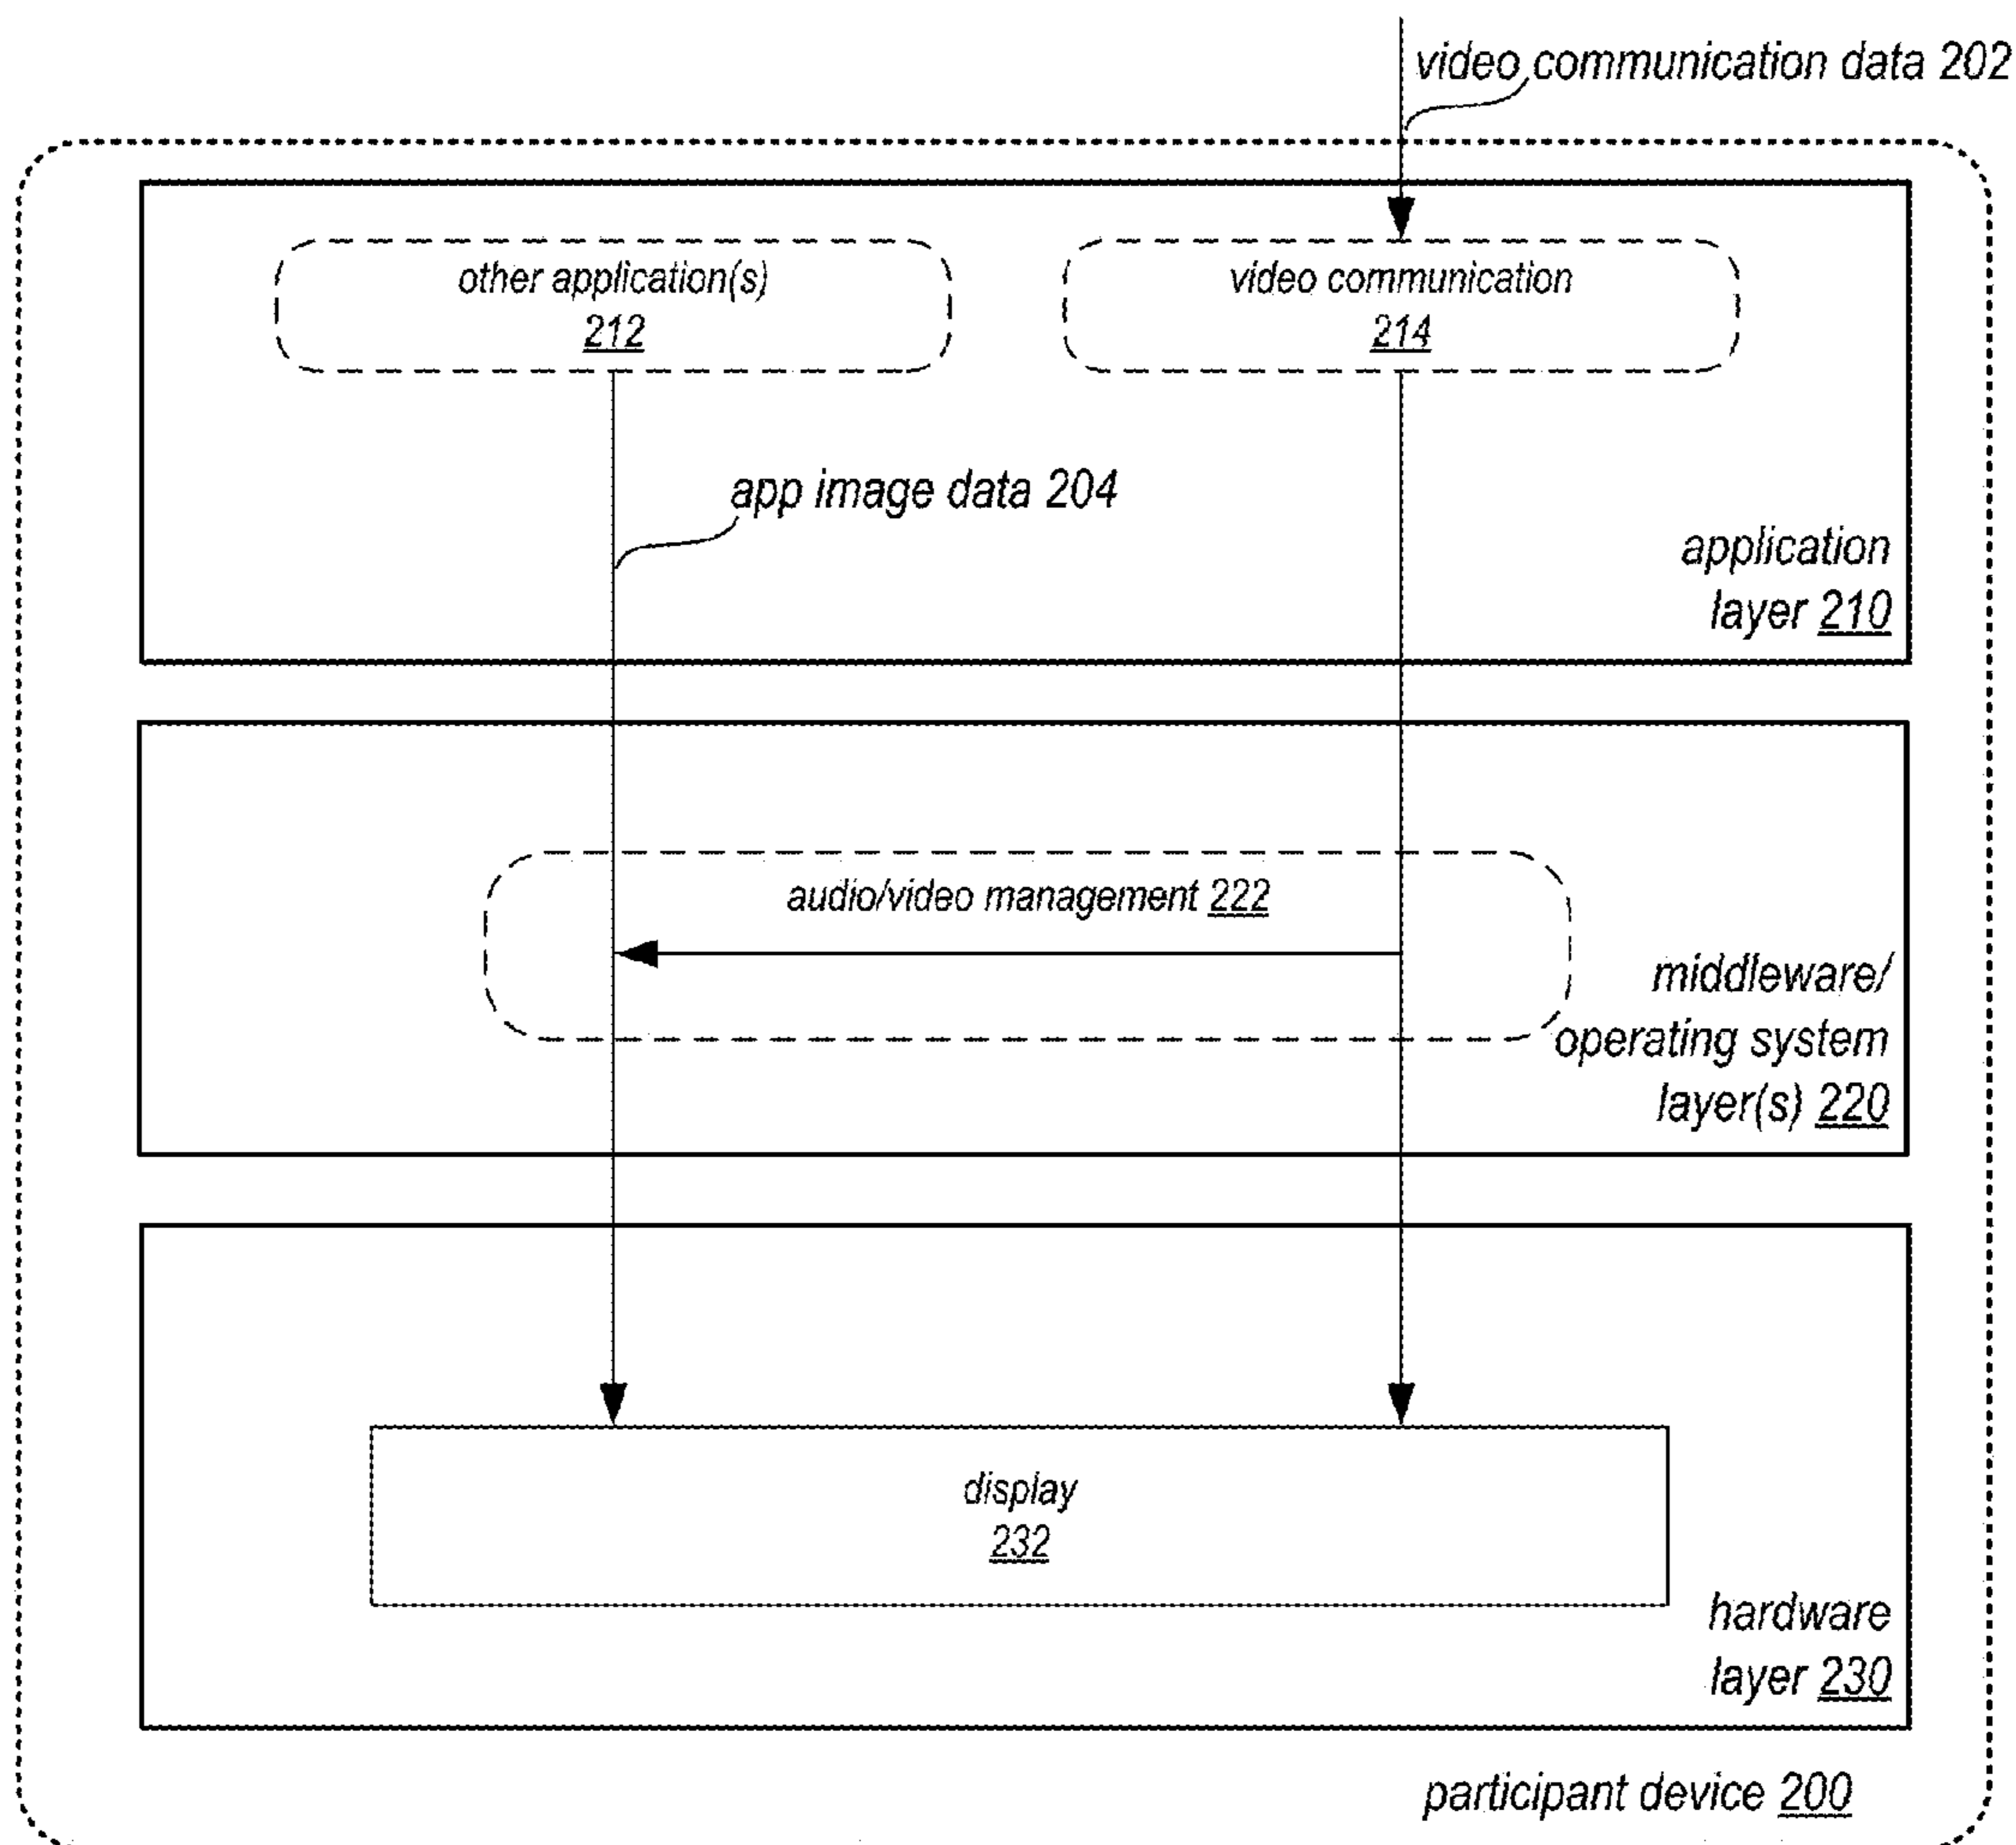 video communication data 202
other application(s)
212
video communication
214
app image data 204
application
layer 210
audio/video management 222
middleware/
operating system
layer(s) 220
display
232
hardware
layer 230
participant device 200